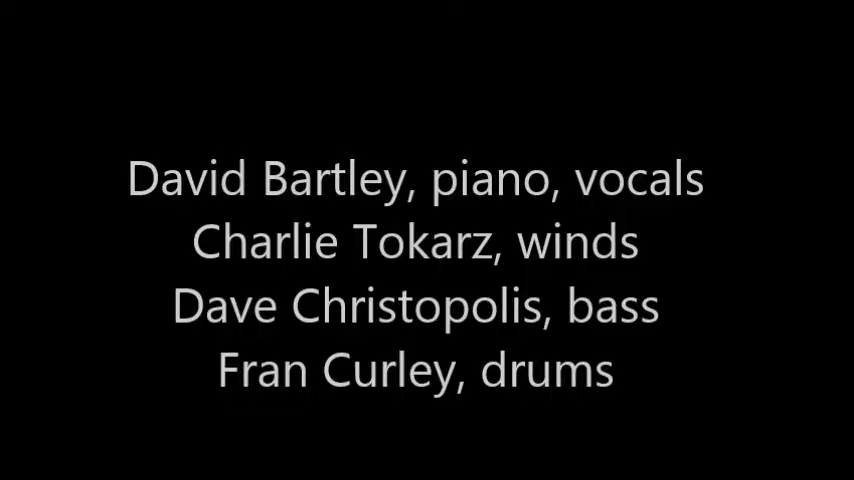 David Bartley, piano, vocals
Charlie Tokarz, winds
Dave Christopolis, bass
Fran Curley, drums